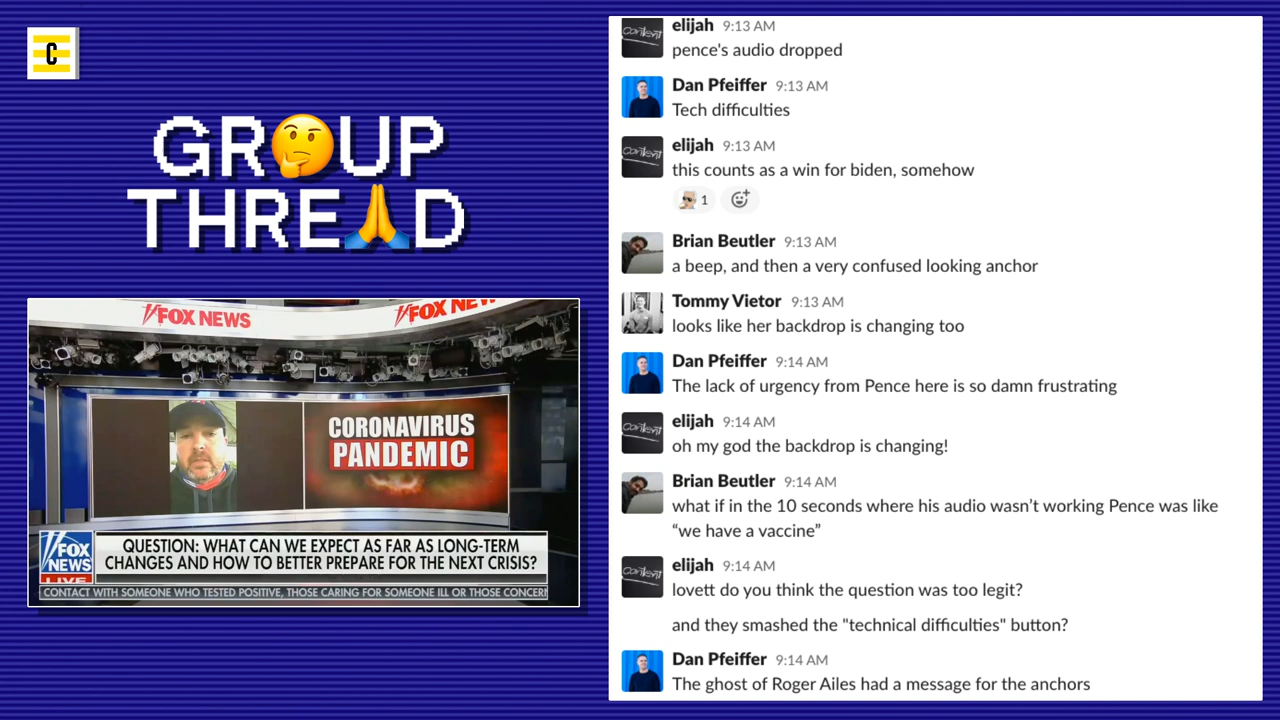 C
GR🤔UP
THRE🙏D
FOX NEWS
FOX NEWS
CORONAVIRUS
PANDEMIC
FOX
NEWS
LIVE
QUESTION: WHAT CAN WE EXPECT AS FAR AS LONG-TERM
CHANGES AND HOW TO BETTER PREPARE FOR THE NEXT CRISIS?
CONTACT WITH SOMEONE WHO TESTED POSITIVE, THOSE CARING FOR SOMEONE ILL OR THOSE CONCERN
elijah 9:13 AM
pence's audio dropped
Dan Pfeiffer 9:13 AM
Tech difficulties
elijah 9:13 AM
this counts as a win for biden, somehow
1
Brian Beutler 9:13 AM
a beep, and then a very confused looking anchor
Tommy Vietor 9:13 AM
looks like her backdrop is changing too
Dan Pfeiffer 9:14 AM
The lack of urgency from Pence here is so damn frustrating
elijah 9:14 AM
oh my god the backdrop is changing!
Brian Beutler 9:14 AM
what if in the 10 seconds where his audio wasn’t working Pence was like
“we have a vaccine”
elijah 9:14 AM
lovett do you think the question was too legit?
and they smashed the "technical difficulties" button?
Dan Pfeiffer 9:14 AM
The ghost of Roger Ailes had a message for the anchors